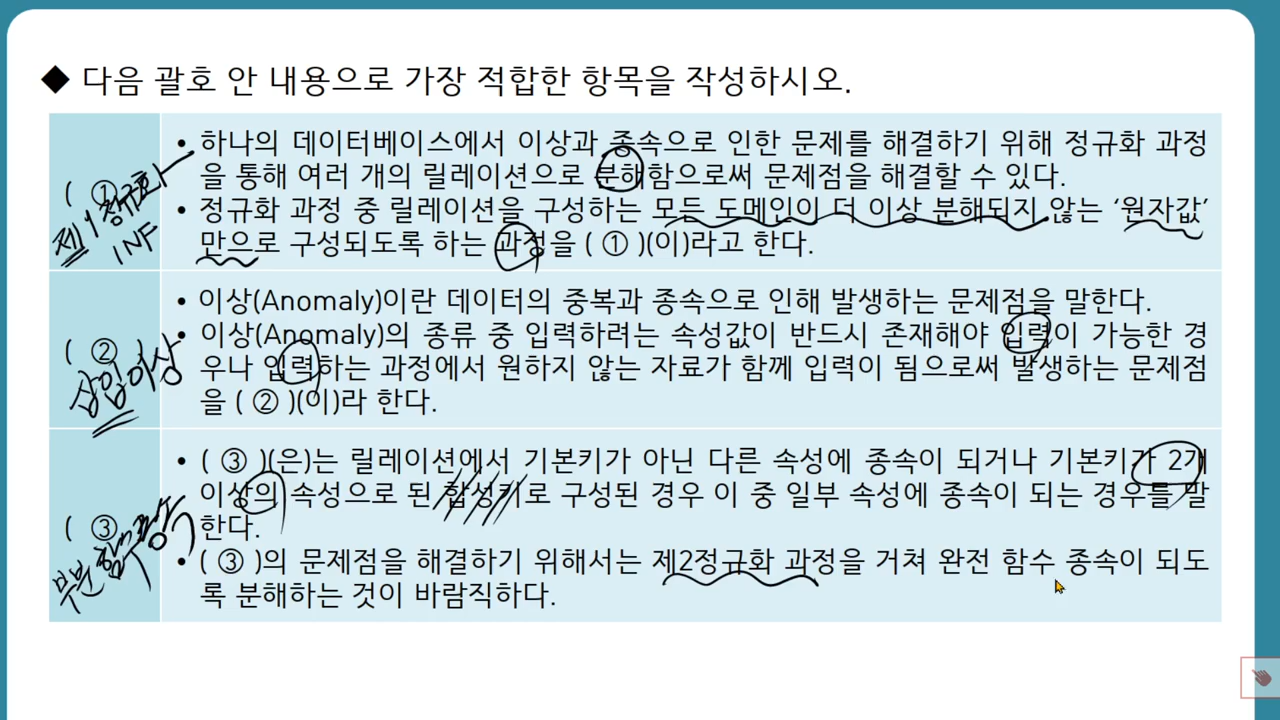 ◆ 다음 괄호 안 내용으로 가장 적합한 항목을 작성하시오.
( ① )
제1정규화
1NF
• 하나의 데이터베이스에서 이상과 종속으로 인한 문제를 해결하기 위해 정규화 과정
을 통해 여러 개의 릴레이션으로 분해함으로써 문제점을 해결할 수 있다.
• 정규화 과정 중 릴레이션을 구성하는 모든 도메인이 더 이상 분해되지 않는 ‘원자값’
만으로 구성되도록 하는 과정을 ( ① )(이)라고 한다.
( ② )
삽입이상
• 이상(Anomaly)이란 데이터의 중복과 종속으로 인해 발생하는 문제점을 말한다.
• 이상(Anomaly)의 종류 중 입력하려는 속성값이 반드시 존재해야 입력이 가능한 경
우나 입력하는 과정에서 원하지 않는 자료가 함께 입력이 됨으로써 발생하는 문제점
을 ( ② )(이)라 한다.
( ③ )
부분함수종속
• ( ③ )(은)는 릴레이션에서 기본키가 아닌 다른 속성에 종속이 되거나 기본키가 2개
이상의 속성으로 된 합성키로 구성된 경우 이 중 일부 속성에 종속이 되는 경우를 말
한다.
• ( ③ )의 문제점을 해결하기 위해서는 제2정규화 과정을 거쳐 완전 함수 종속이 되도
록 분해하는 것이 바람직하다.